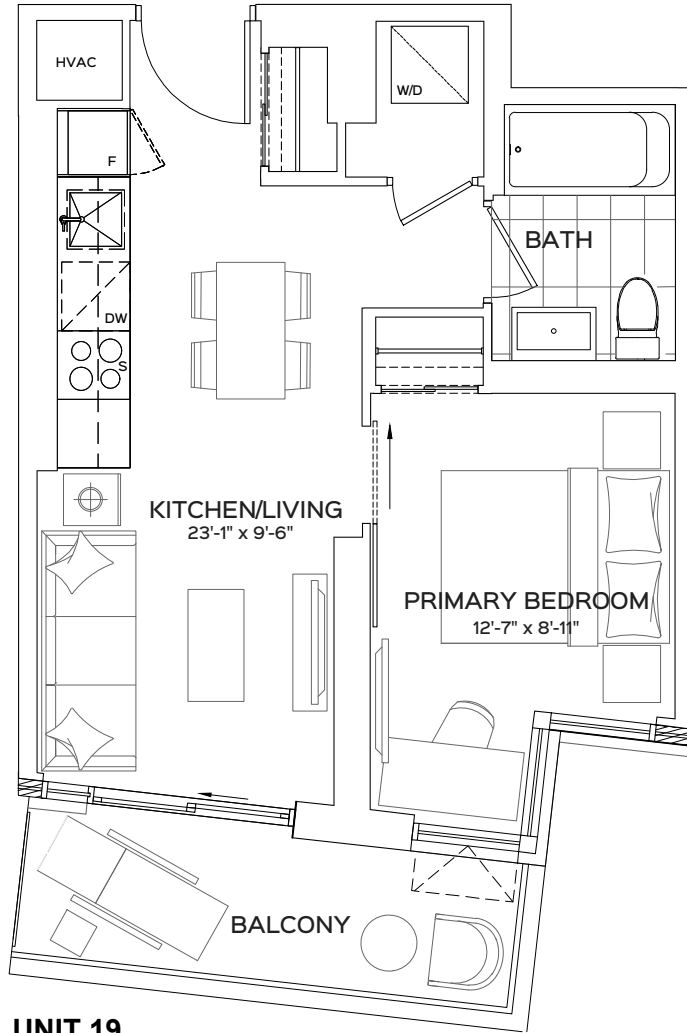 HVAC
W/D
F
BATH
DW
S
KITCHEN/LIVING
23'-1" x 9'-6"
PRIMARY BEDROOM
12'-7" x 8'-11"
BALCONY
UNIT 19